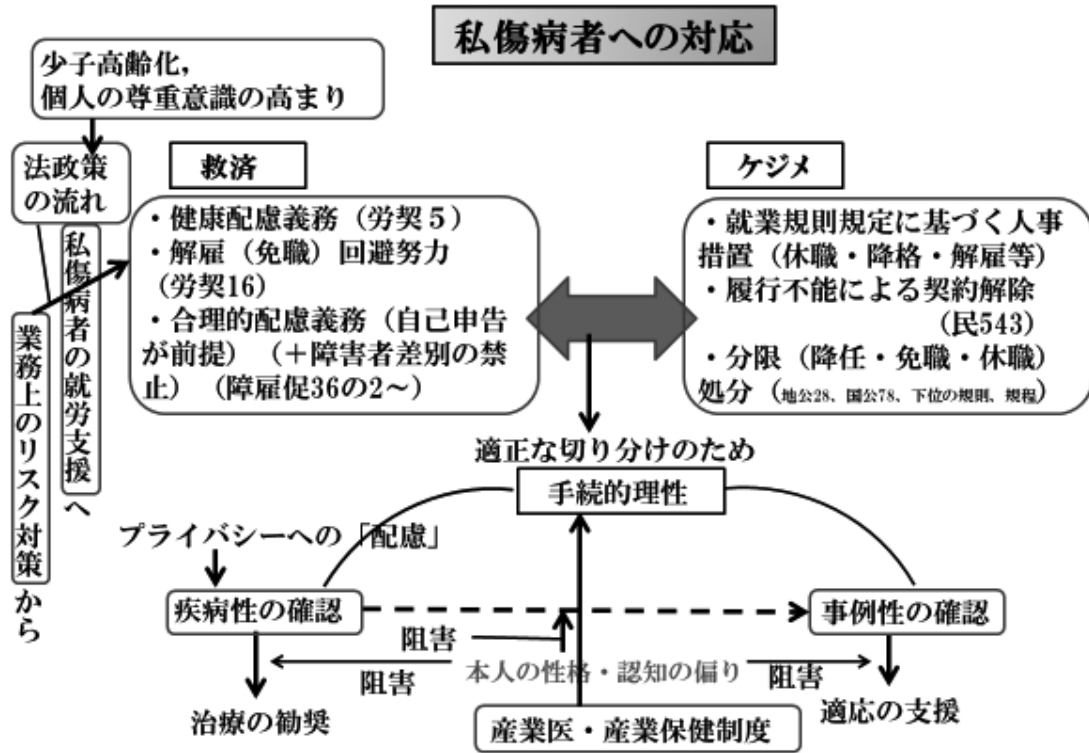 私傷病者への対応
少子高齢化,
個人の尊重意識の高まり
法政策
の流れ
救済
ケジメ
・健康配慮義務（労契５）
・解雇（免職）回避努力
（労契16）
・合理的配慮義務（自己申告
が前提）（＋障害者差別の禁
止）（障雇促36の2～）
・就業規則規定に基づく人事
措置（休職・降格・解雇等）
・履行不能による契約解除
（民543）
・分限（降任・免職・休職）
処分（地公28、国公78、下位の規則、規程）
私傷病者の就労支援へ
業務上のリスク対策から
適正な切り分けのため
手続的理性
プライバシーへの「配慮」
疾病性の確認
事例性の確認
阻害
本人の性格・認知の偏り
阻害
阻害
治療の勧奨
適応の支援
産業医・産業保健制度